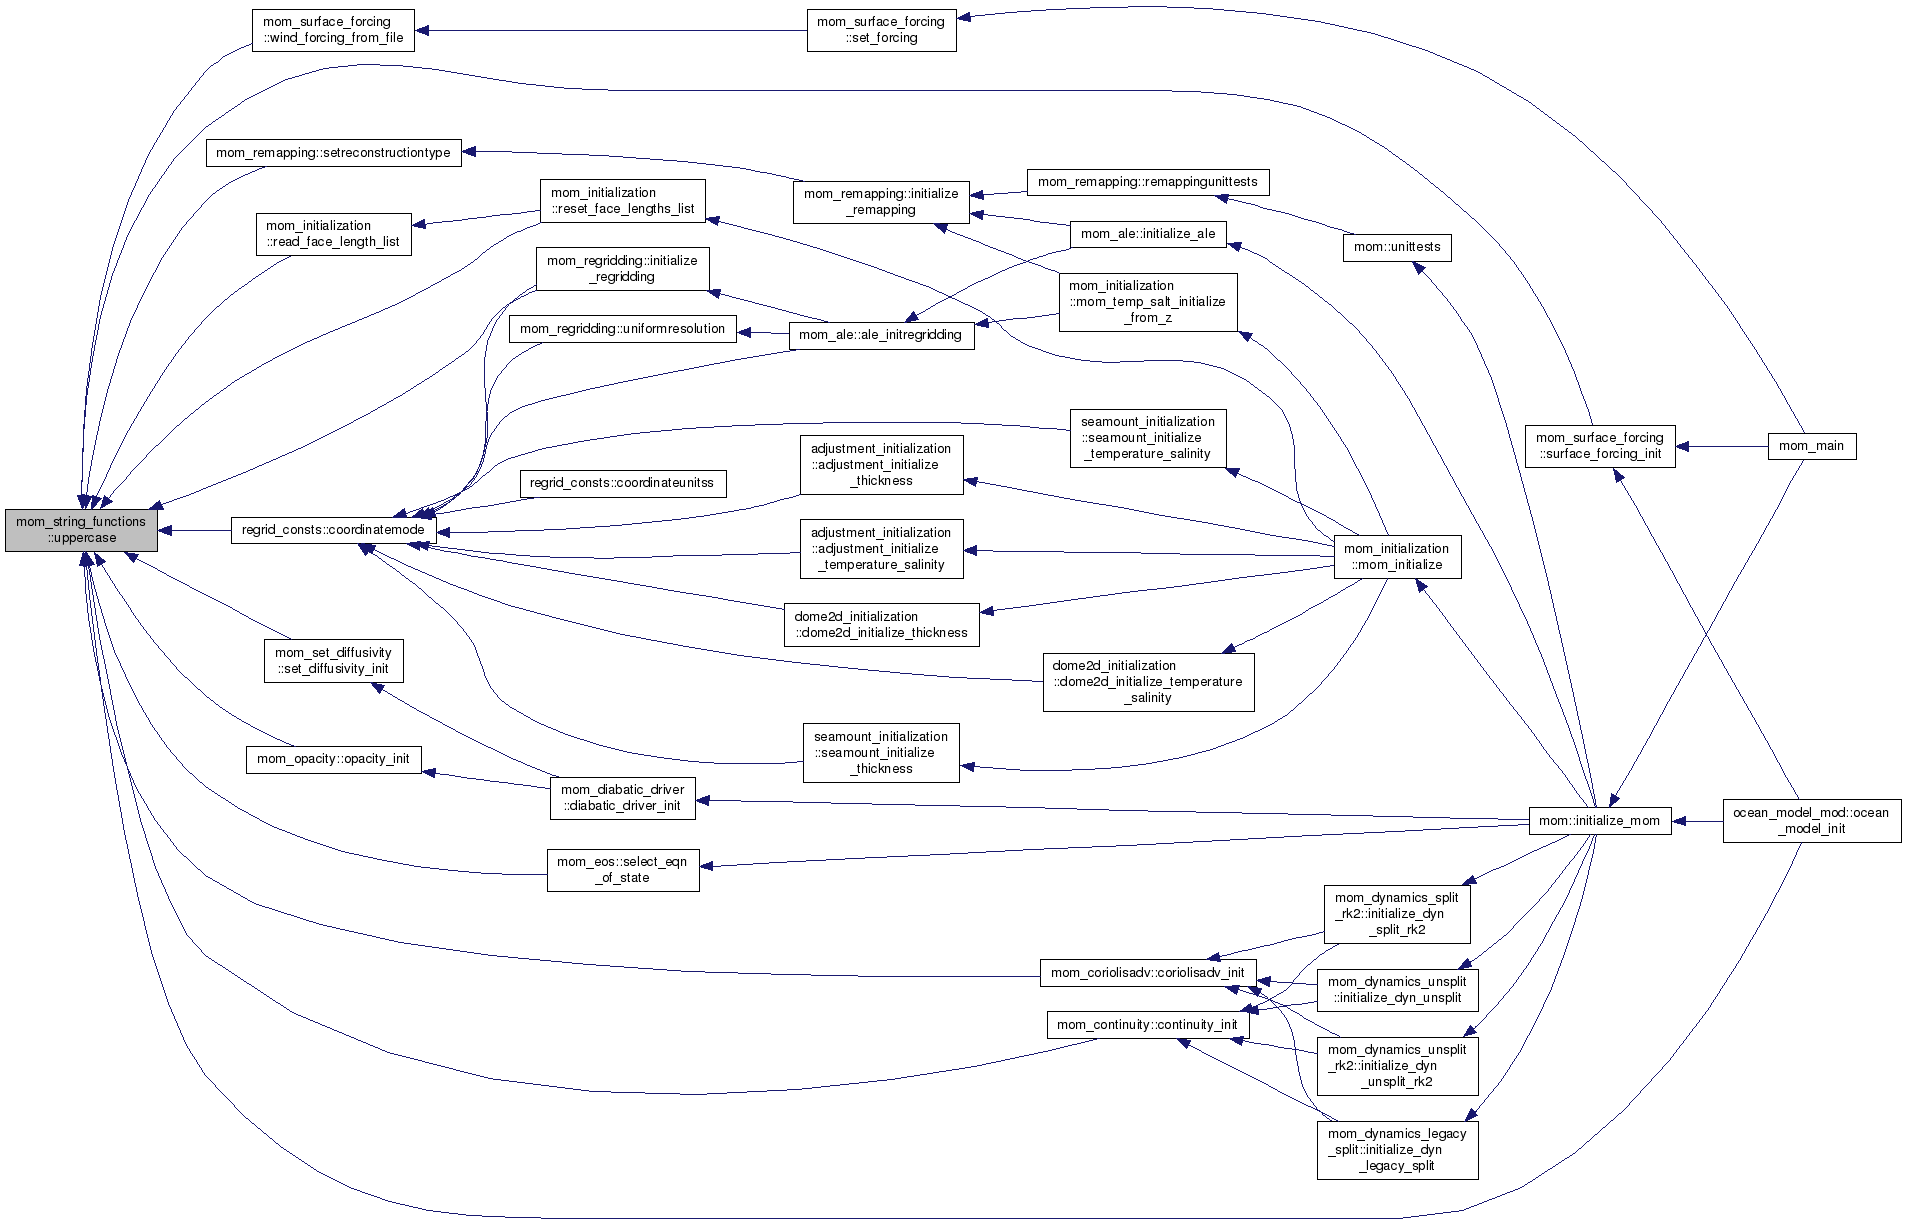 mom_surface_forcing
::wind_forcing_from_file
mom_surface_forcing
::set_forcing
mom_remapping::setreconstructiontype
mom_initialization
::reset_face_lengths_list
mom_remapping::initialize
_remapping
mom_remapping::remappingunittests
mom_initialization
::read_face_length_list
mom_ale::initialize_ale
mom::unittests
mom_regridding::initialize
_regridding
mom_initialization
::mom_temp_salt_initialize
_from_z
mom_regridding::uniformresolution
mom_ale::ale_initregridding
seamount_initialization
::seamount_initialize
_temperature_salinity
mom_surface_forcing
::surface_forcing_init
mom_main
adjustment_initialization
::adjustment_initialize
_thickness
regrid_consts::coordinateunitss
mom_string_functions
::uppercase
regrid_consts::coordinatemode
adjustment_initialization
::adjustment_initialize
_temperature_salinity
mom_initialization
::mom_initialize
dome2d_initialization
::dome2d_initialize_thickness
mom_set_diffusivity
::set_diffusivity_init
dome2d_initialization
::dome2d_initialize_temperature
_salinity
seamount_initialization
::seamount_initialize
_thickness
mom_opacity::opacity_init
mom_diabatic_driver
::diabatic_driver_init
mom::initialize_mom
ocean_model_mod::ocean
_model_init
mom_eos::select_eqn
_of_state
mom_dynamics_split
_rk2::initialize_dyn
_split_rk2
mom_coriolisadv::coriolisadv_init
mom_dynamics_unsplit
::initialize_dyn_unsplit
mom_continuity::continuity_init
mom_dynamics_unsplit
_rk2::initialize_dyn
_unsplit_rk2
mom_dynamics_legacy
_split::initialize_dyn
_legacy_split